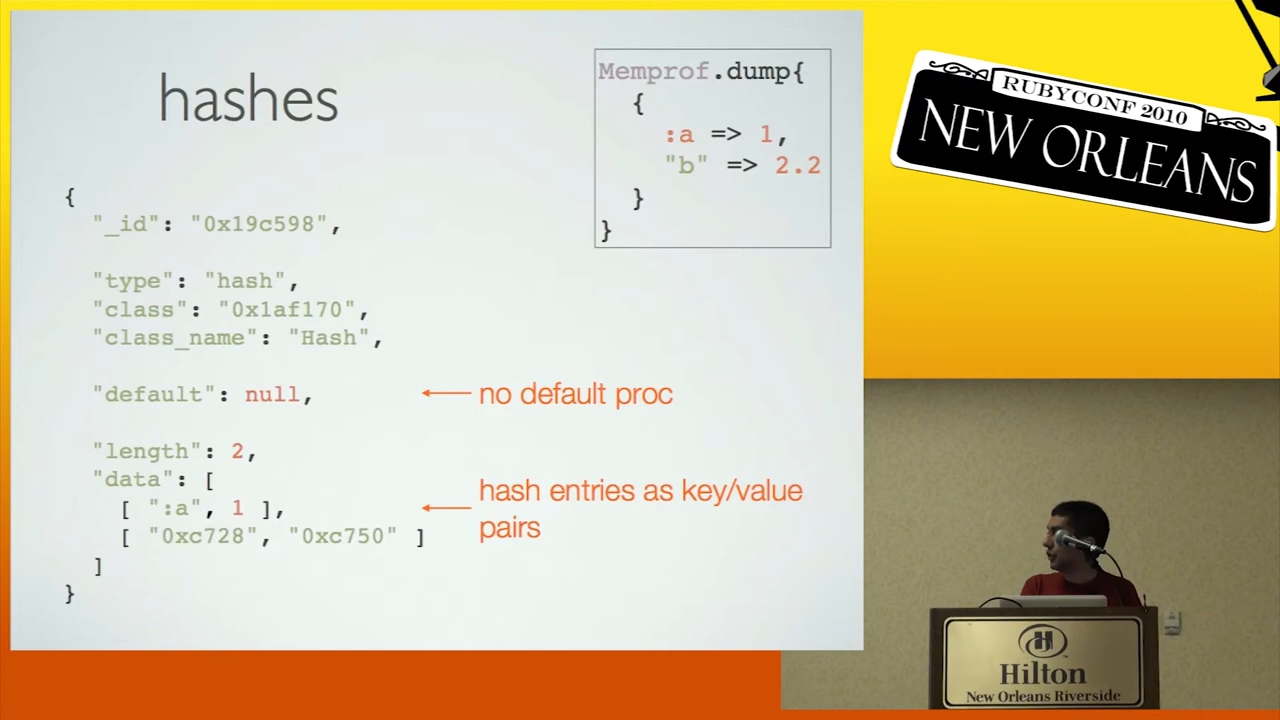 hashes
Memprof.dump{
{
:a => 1,
"b" => 2.2
}
}
{
"_id": "0x19c598",
"type": "hash",
"class": "0x1af170",
"class_name": "Hash",
"default": null,
no default proc
"length": 2,
"data": [
[ ":a", 1 ],
[ "0xc728", "0xc750" ]
]
}
hash entries as key/value
pairs
RUBYCONF 2010
NEW ORLEANS
Hilton
New Orleans Riverside